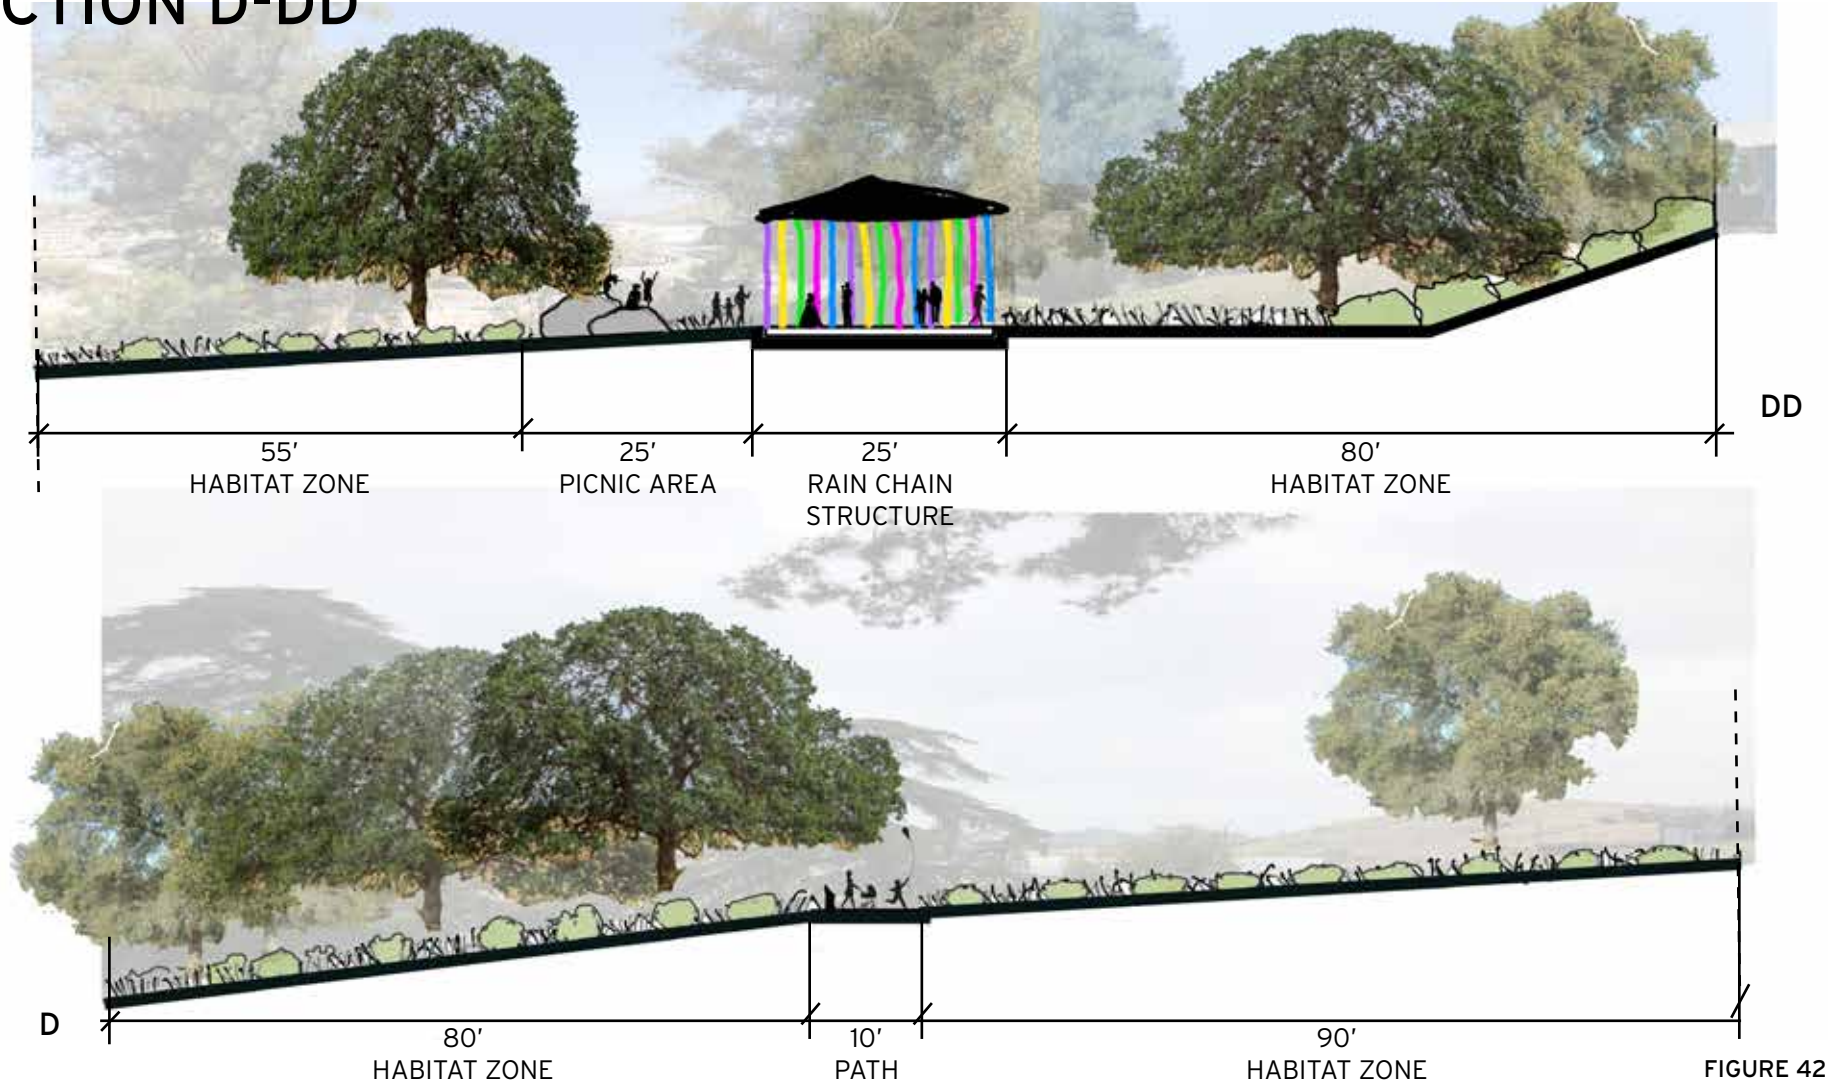 CTION D-DD
DD
55'
HABITAT ZONE
25'
PICNIC AREA
25'
RAIN CHAIN
STRUCTURE
80'
HABITAT ZONE
D
80'
HABITAT ZONE
10'
PATH
90'
HABITAT ZONE
FIGURE 42